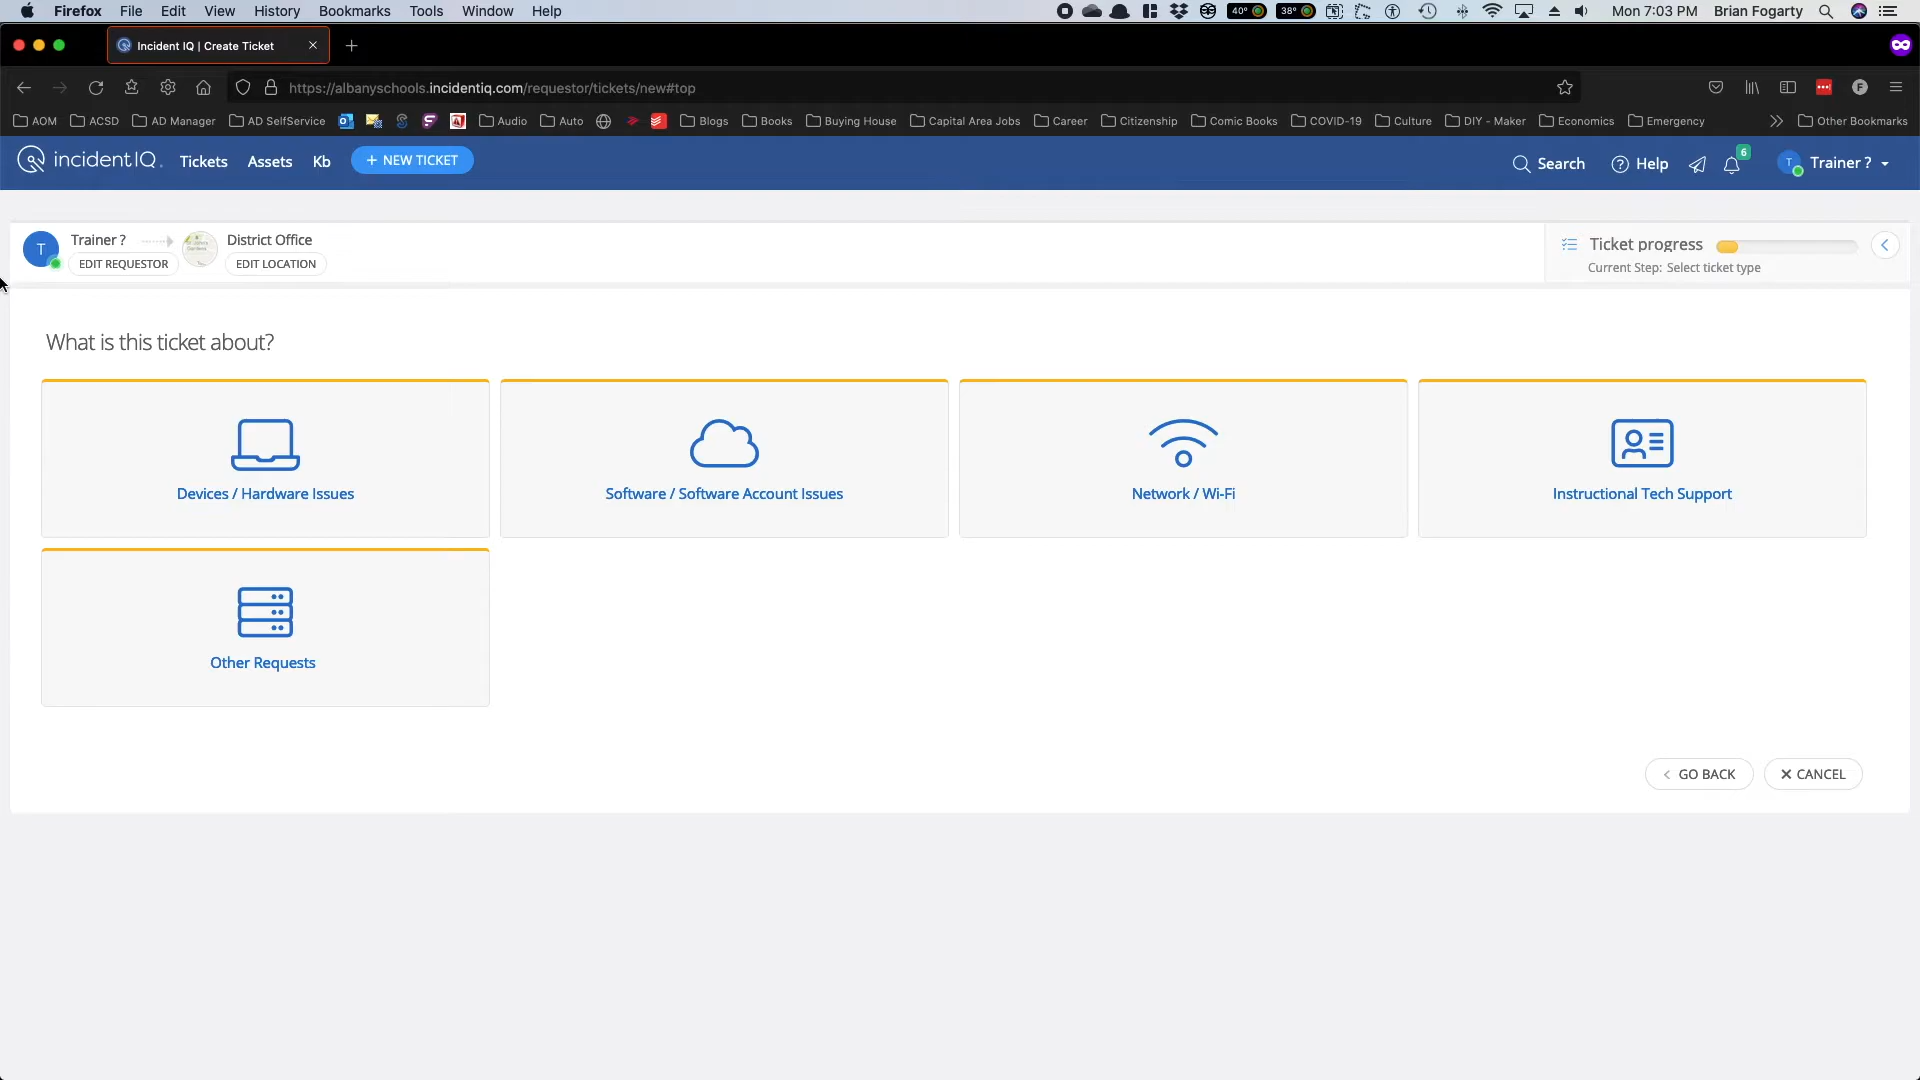 Firefox File Edit View History Bookmarks Tools Window Help 40° 38° Mon 7:03 PM Brian Fogarty
Incident IQ | Create Ticket
https://albanyschools.incidentiq.com/requestor/tickets/new#top F
AOM ACSD AD Manager AD SelfService Audio Auto Blogs Books Buying House Capital Area Jobs Career Citizenship Comic Books COVID-19 Culture DIY - Maker Economics Emergency Other Bookmarks
incidentIQ. Tickets Assets Kb + NEW TICKET Search Help 6 T Trainer ?
T Trainer ? District Office Ticket progress
EDIT REQUESTOR EDIT LOCATION Current Step: Select ticket type
What is this ticket about?
Devices / Hardware Issues Software / Software Account Issues Network / Wi-Fi Instructional Tech Support
Other Requests
GO BACK CANCEL